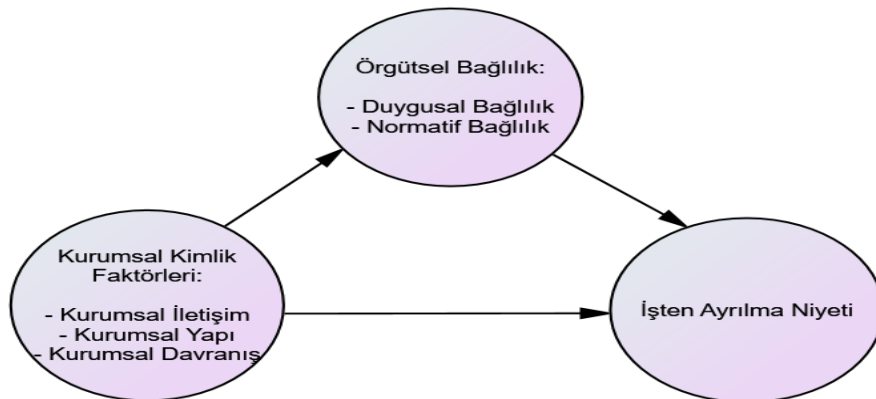 Örgütsel Bağlılık:
- Duygusal Bağlılık
- Normatif Bağlılık
Kurumsal Kimlik
Faktörleri:
- Kurumsal İletişim
- Kurumsal Yapı
- Kurumsal Davranış
İşten Ayrılma Niyeti